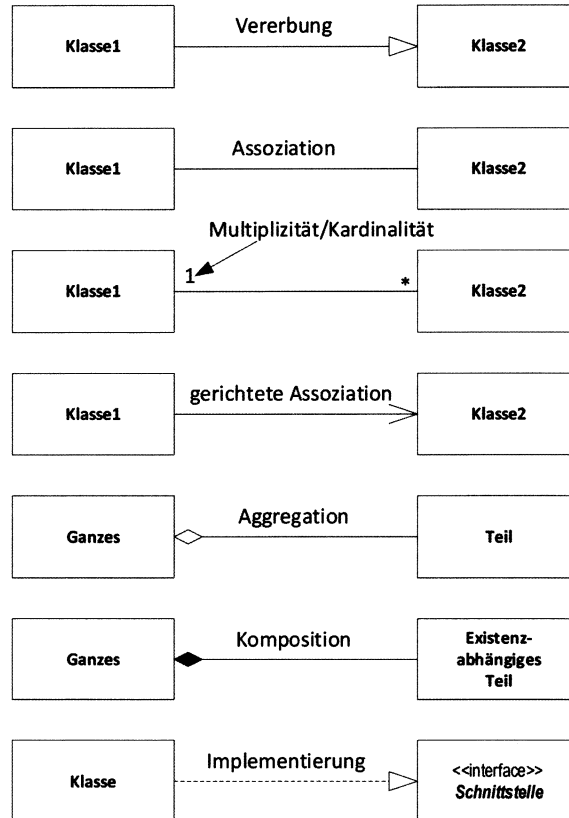 Vererbung
Klasse1
Klasse2
Assoziation
Klasse1
Klasse2
Multiplizität/Kardinalität
1
*
Klasse1
Klasse2
gerichtete Assoziation
Klasse1
Klasse2
Aggregation
Ganzes
Teil
Komposition
Ganzes
Existenz-
abhängiges
Teil
Implementierung
Klasse
<<interface>>
Schnittstelle